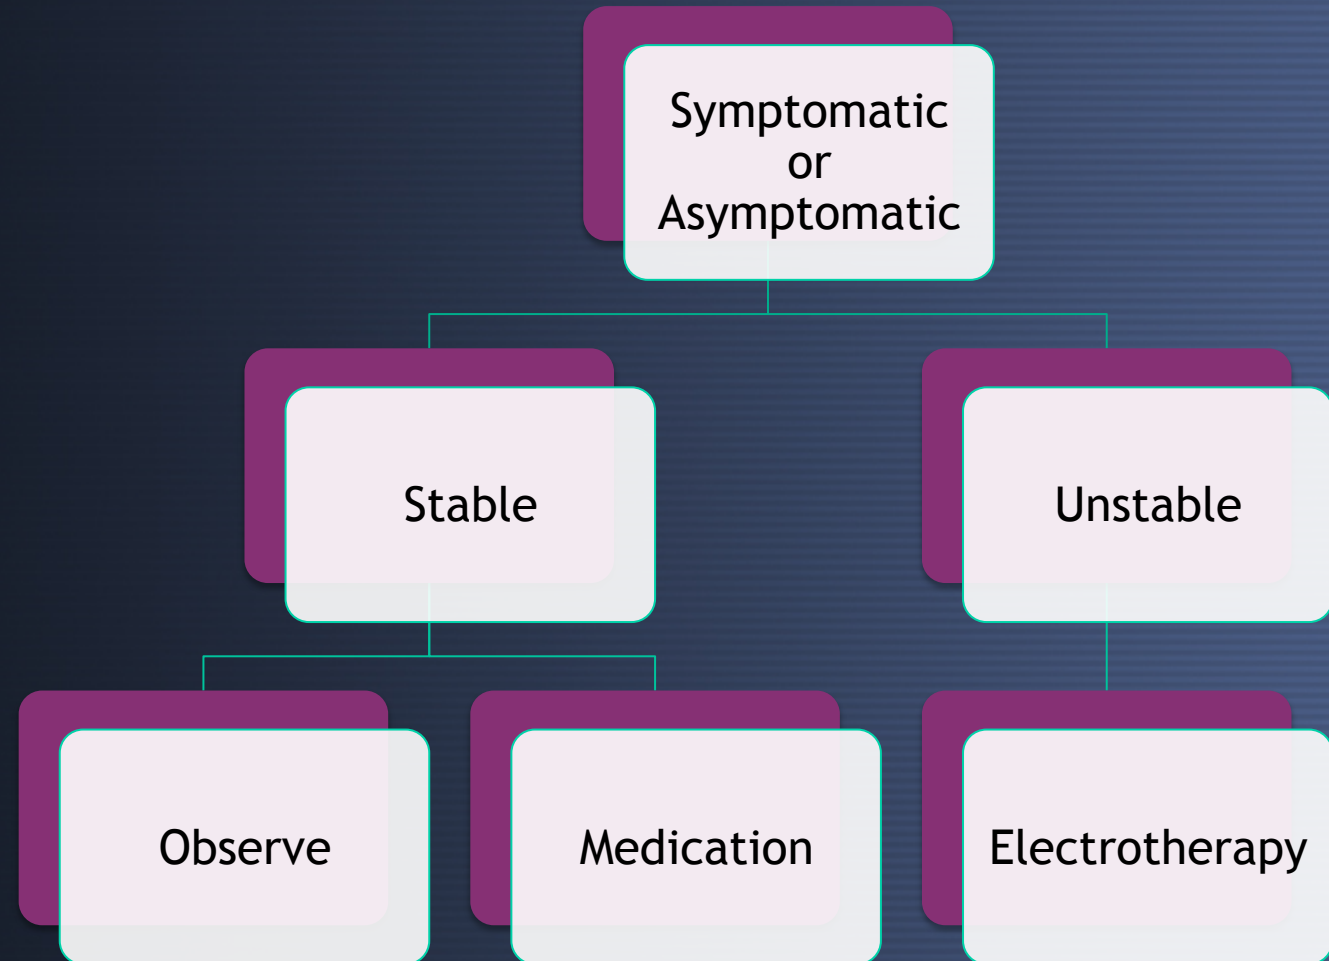 Symptomatic
or
Asymptomatic
Stable
Unstable
Observe
Medication
Electrotherapy